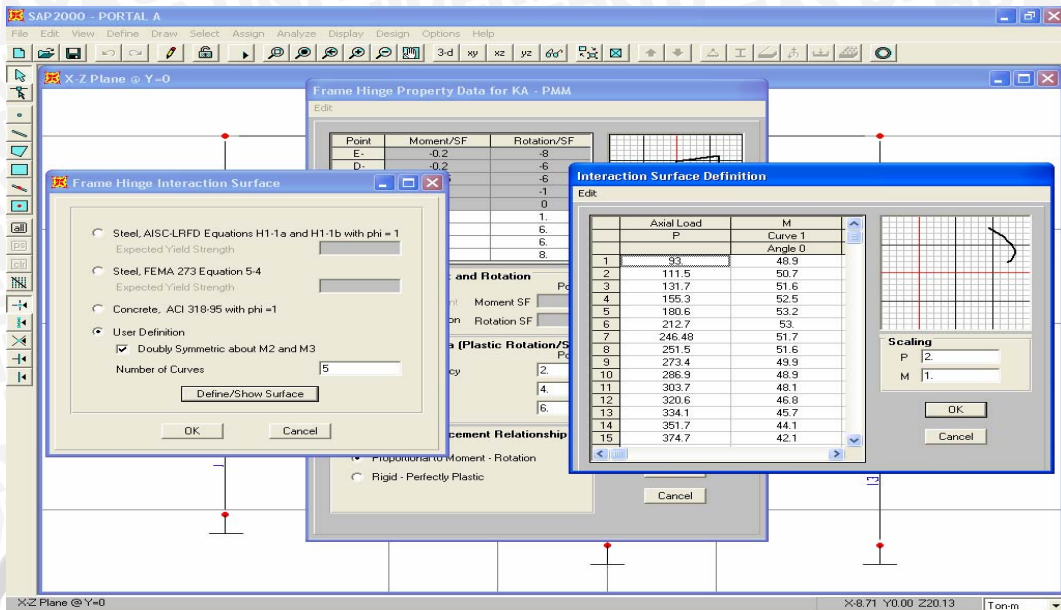 SAP2000 - PORTAL A
File Edit View Define Draw Select Assign Analyze Display Design Options Help
3-d xy xz yz
X-Z Plane @ Y=0
Frame Hinge Property Data for KA - PMM
Edit
Point Moment/SF Rotation/SF
E- -0.2 -8
D- -0.2 -6
-6
-1
0
1.
6.
6.
8.
and Rotation
Moment SF
Rotation SF
(Plastic Rotation/S
2.
4.
6.
cement Relationship
Proportional to Moment - Rotation
Rigid - Perfectly Plastic
Cancel
Frame Hinge Interaction Surface
Steel, AISC-LRFD Equations H1-1a and H1-1b with phi = 1
Expected Yield Strength
Steel, FEMA 273 Equation 5-4
Expected Yield Strength
Concrete, ACI 318-95 with phi =1
User Definition
Doubly Symmetric about M2 and M3
Number of Curves 5
Define/Show Surface
OK Cancel
Interaction Surface Definition
Edit
Axial Load M
P Curve 1
Angle 0
1 93. 48.9
2 111.5 50.7
3 131.7 51.6
4 155.3 52.5
5 180.6 53.2
6 212.7 53.
7 246.48 51.7
8 251.5 51.6
9 273.4 49.9
10 286.9 48.9
11 303.7 48.1
12 320.6 46.8
13 334.1 45.7
14 351.7 44.1
15 374.7 42.1
Scaling
P 2.
M 1.
OK
Cancel
all
ps
clr
X-Z Plane @ Y=0
X-8.71 Y0.00 Z20.13
Ton-m